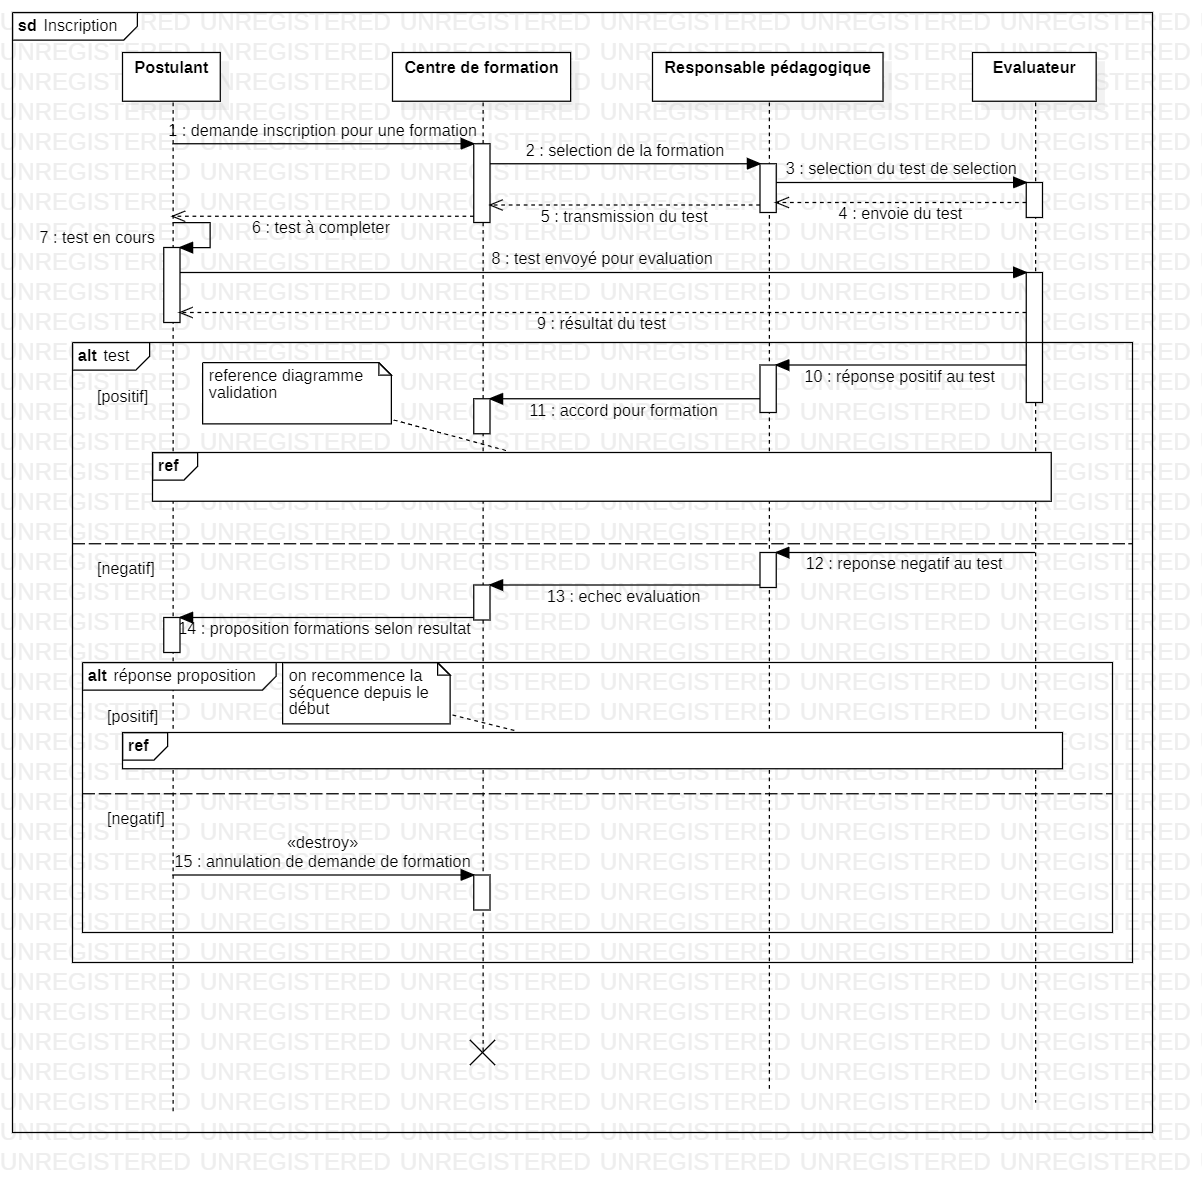 sd Inscription
Postulant
Centre de formation
Responsable pédagogique
Evaluateur
1 : demande inscription pour une formation
2 : selection de la formation
3 : selection du test de selection
4 : envoie du test
5 : transmission du test
6 : test à completer
7 : test en cours
8 : test envoyé pour evaluation
9 : résultat du test
alt test
[positif]
reference diagramme
validation
10 : réponse positif au test
11 : accord pour formation
ref
[negatif]
12 : reponse negatif au test
13 : echec evaluation
14 : proposition formations selon resultat
alt réponse proposition
on recommence la
séquence depuis le
début
[positif]
ref
[negatif]
«destroy»
15 : annulation de demande de formation
UNREGISTERED